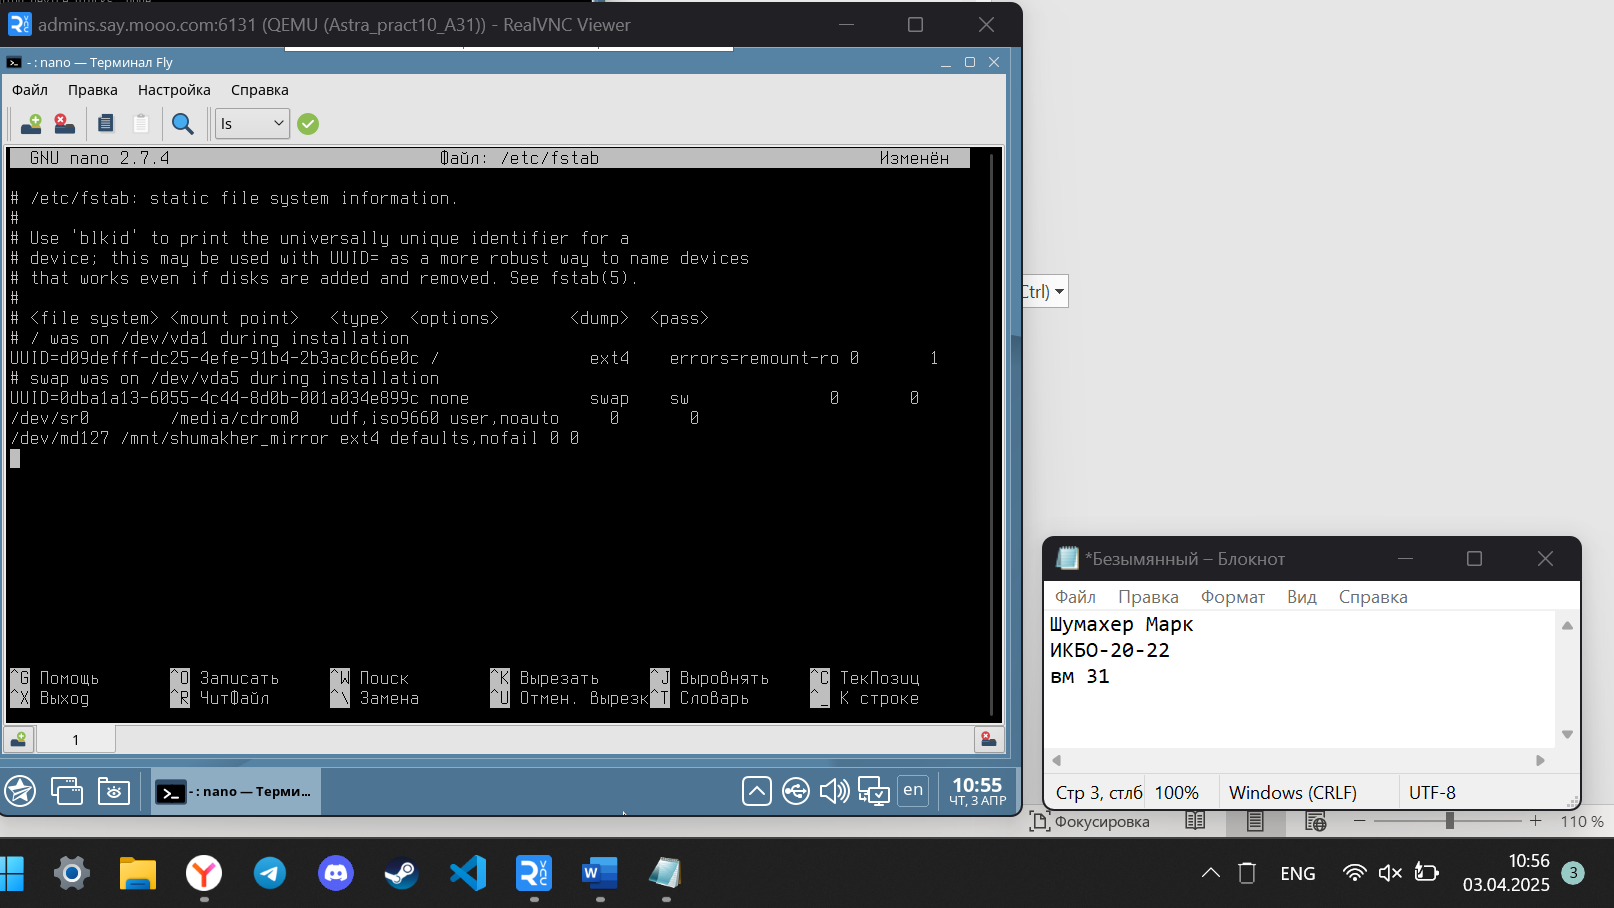 admins.say.mooo.com:6131 (QEMU (Astra_pract10_A31)) - RealVNC Viewer
- : nano — Терминал Fly
Файл Правка Настройка Справка
ls
GNU nano 2.7.4 Файл: /etc/fstab Изменён
# /etc/fstab: static file system information.
#
# Use 'blkid' to print the universally unique identifier for a
# device; this may be used with UUID= as a more robust way to name devices
# that works even if disks are added and removed. See fstab(5).
#
# <file system> <mount point>   <type>  <options>       <dump>  <pass>
# / was on /dev/vda1 during installation
UUID=d09defff-dc25-4efe-91b4-2b3ac0c66e0c /               ext4    errors=remount-ro 0       1
# swap was on /dev/vda5 during installation
UUID=0dba1a13-6055-4c44-8d0b-001a034e899c none            swap    sw              0       0
/dev/sr0        /media/cdrom0   udf,iso9660 user,noauto     0       0
/dev/md127 /mnt/shumakher_mirror ext4 defaults,nofail 0 0
^G Помощь ^O Записать ^W Поиск ^K Вырезать ^J Выровнять ^C ТекПозиц
^X Выход ^R ЧитФайл ^\ Замена ^U Отмен. Вырезк ^T Словарь ^_ К строке
1
- : nano — Терми...
en
10:55
ЧТ, 3 АПР
Ctrl)
*Безымянный – Блокнот
Файл Правка Формат Вид Справка
Шумахер Марк
ИКБО-20-22
вм 31
Стр 3, стлб 100% Windows (CRLF) UTF-8
Фокусировка 110 %
ENG
10:56
03.04.2025
3